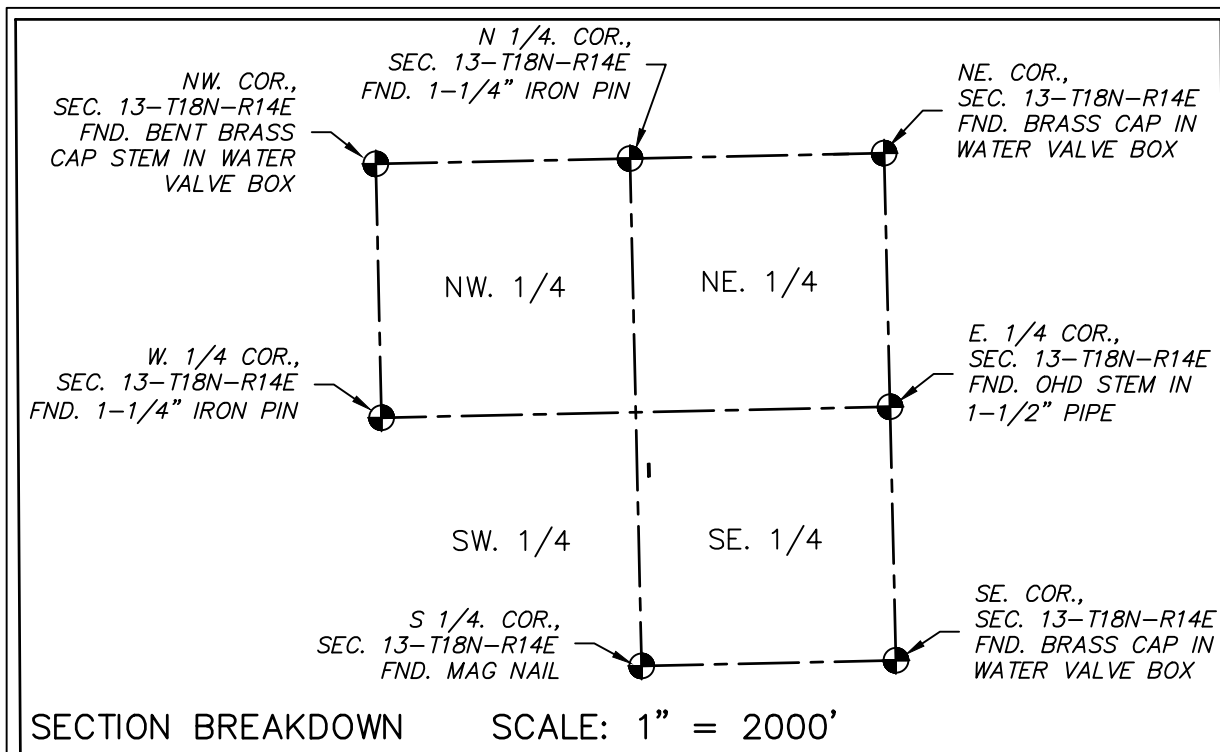 N 1/4. COR.,
SEC. 13-T18N-R14E
FND. 1-1/4" IRON PIN
NW. COR.,
SEC. 13-T18N-R14E
FND. BENT BRASS
CAP STEM IN WATER
VALVE BOX
NE. COR.,
SEC. 13-T18N-R14E
FND. BRASS CAP IN
WATER VALVE BOX
NW. 1/4
NE. 1/4
W. 1/4 COR.,
SEC. 13-T18N-R14E
FND. 1-1/4" IRON PIN
E. 1/4 COR.,
SEC. 13-T18N-R14E
FND. OHD STEM IN
1-1/2" PIPE
SW. 1/4
SE. 1/4
S 1/4. COR.,
SEC. 13-T18N-R14E
FND. MAG NAIL
SE. COR.,
SEC. 13-T18N-R14E
FND. BRASS CAP IN
WATER VALVE BOX
SECTION BREAKDOWN SCALE: 1" = 2000'